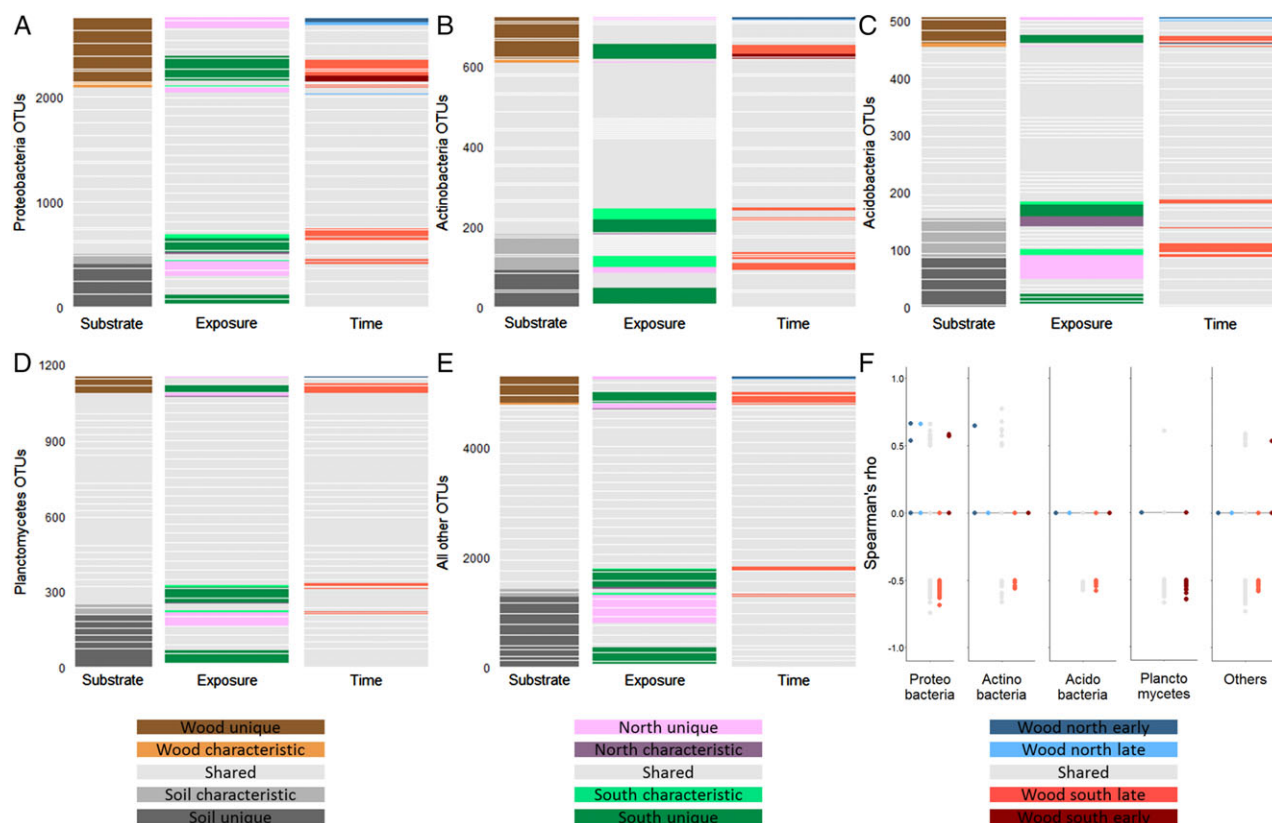 A
Proteobacteria OTUs
2000
1000
0
Substrate
Exposure
Time
B
Actinobacteria OTUs
600
400
200
0
Substrate
Exposure
Time
C
Acidobacteria OTUs
500
400
300
200
100
0
Substrate
Exposure
Time
D
Planctomycetes OTUs
1200
900
600
300
0
Substrate
Exposure
Time
E
All other OTUs
4000
2000
0
Substrate
Exposure
Time
F
Spearman's rho
1.0
0.5
0.0
-0.5
-1.0
Proteo
bacteria
Actino
bacteria
Acido
bacteria
Plancto
mycetes
Others
Wood unique
Wood characteristic
Shared
Soil characteristic
Soil unique
North unique
North characteristic
Shared
South characteristic
South unique
Wood north early
Wood north late
Shared
Wood south late
Wood south early